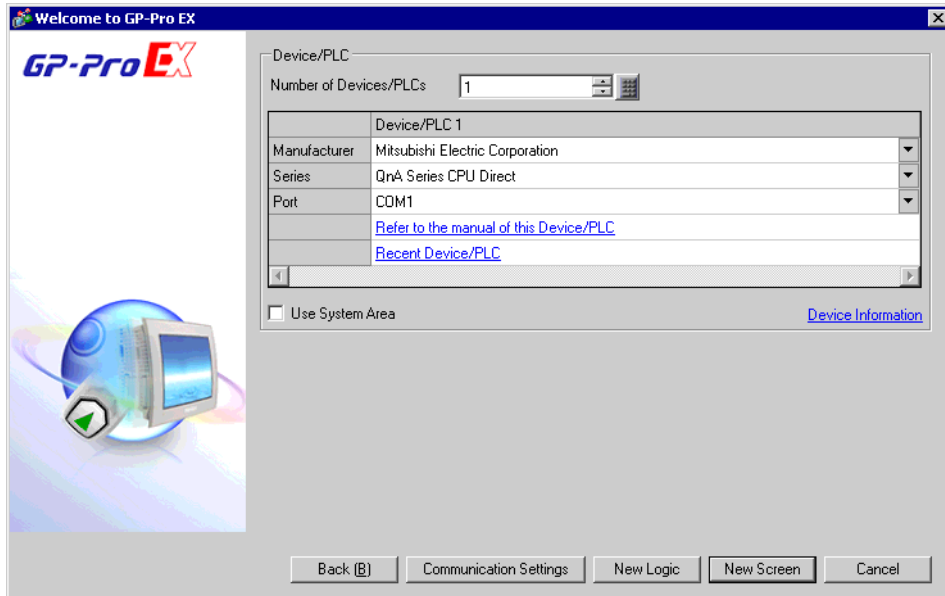 Welcome to GP-Pro EX
GP-Pro EX
Device/PLC
Number of Devices/PLCs 1
Device/PLC 1
Manufacturer Mitsubishi Electric Corporation
Series QnA Series CPU Direct
Port COM1
Refer to the manual of this Device/PLC
Recent Device/PLC
Use System Area Device Information
Back (B) Communication Settings New Logic New Screen Cancel